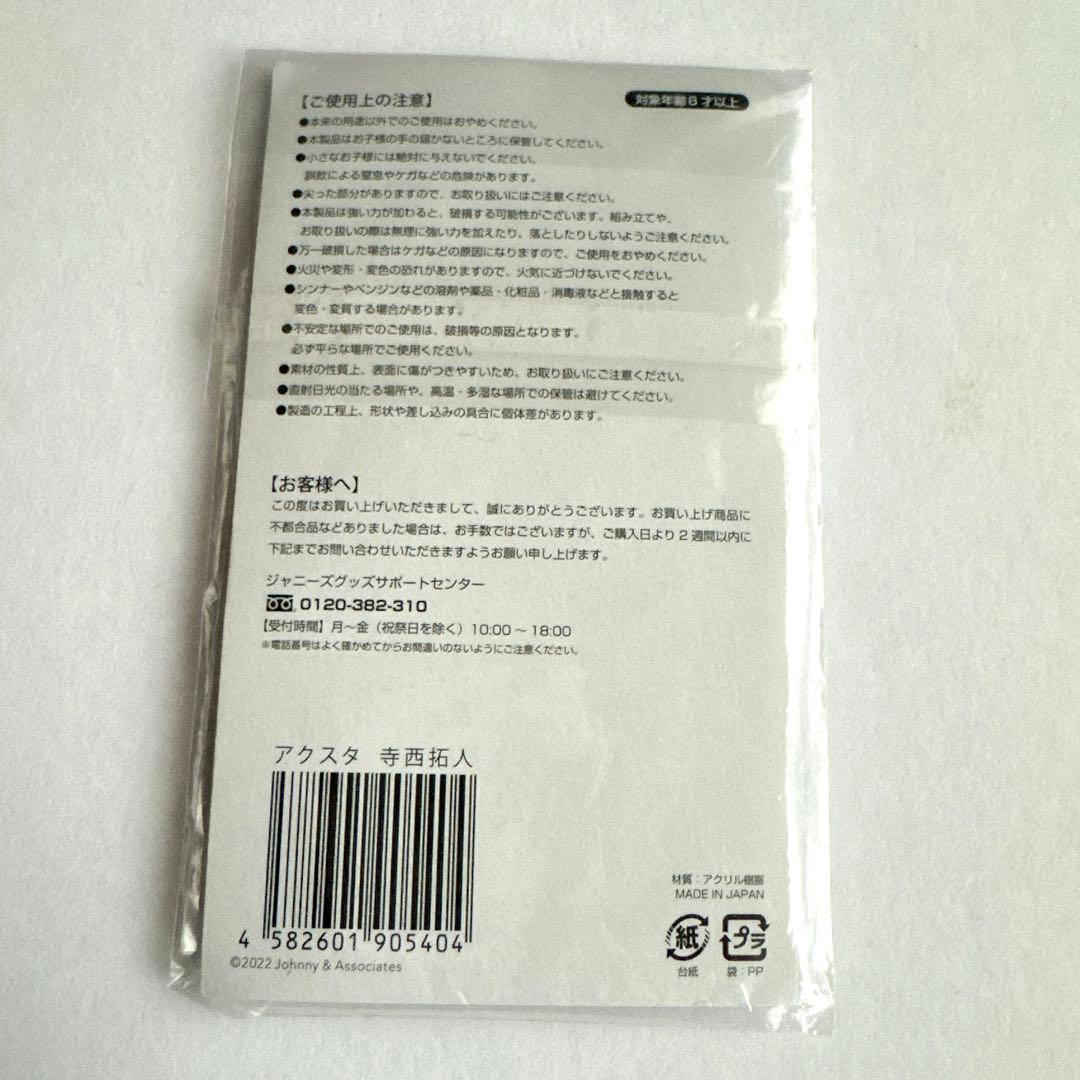 【ご使用上の注意】
対象年齢8才以上
●本来の用途以外でのご使用はおやめください。
●本製品はお子様の手の届かないところに保管してください。
●小さなお子様には絶対に与えないでください。
誤飲による窒息やケガなどの危険があります。
●尖った部分がありますので、お取り扱いにはご注意ください。
●本製品は強い力が加わると、破損する可能性がございます。組み立てや、
お取り扱いの際は無理に強い力を加えたり、落としたりしないようご注意ください。
●万一破損した場合はケガなどの原因になりますので、ご使用をおやめください。
●火災や変形・変色の恐れがありますので、火気に近づけないでください。
●シンナーやベンジンなどの溶剤や薬品・化粧品・消毒液などと接触すると
変色・変質する場合があります。
●不安定な場所でのご使用は、破損等の原因となります。
必ず平らな場所でご使用ください。
●素材の性質上、表面に傷がつきやすいため、お取り扱いにご注意ください。
●直射日光の当たる場所や、高温・多湿な場所での保管は避けてください。
●製造の工程上、形状や差し込みの具合に個体差があります。
【お客様へ】
この度はお買い上げいただきまして、誠にありがとうございます。お買い上げ商品に
不都合品などありました場合は、お手数ではございますが、ご購入日より2週間以内に
下記までお問い合わせいただきますようお願い申し上げます。
ジャニーズグッズサポートセンター
0120-382-310
【受付時間】月〜金（祝祭日を除く）10:00〜18:00
※電話番号はよく確かめてからお間違いのないようにご注意ください。
アクスタ 寺西拓人
4 582601 905404
©2022 Johnny & Associates
材質：アクリル樹脂
MADE IN JAPAN
紙
プラ
台紙
袋：PP